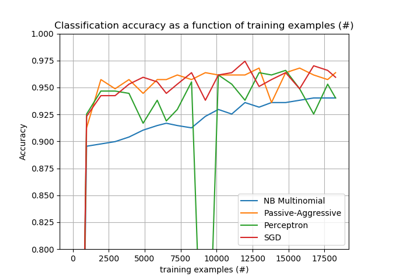 Classification accuracy as a function of training examples (#)
1.000
0.975
0.950
0.925
0.900
0.875
0.850
0.825
0.800
Accuracy
NB Multinomial
Passive-Aggressive
Perceptron
SGD
0 2500 5000 7500 10000 12500 15000 17500
training examples (#)